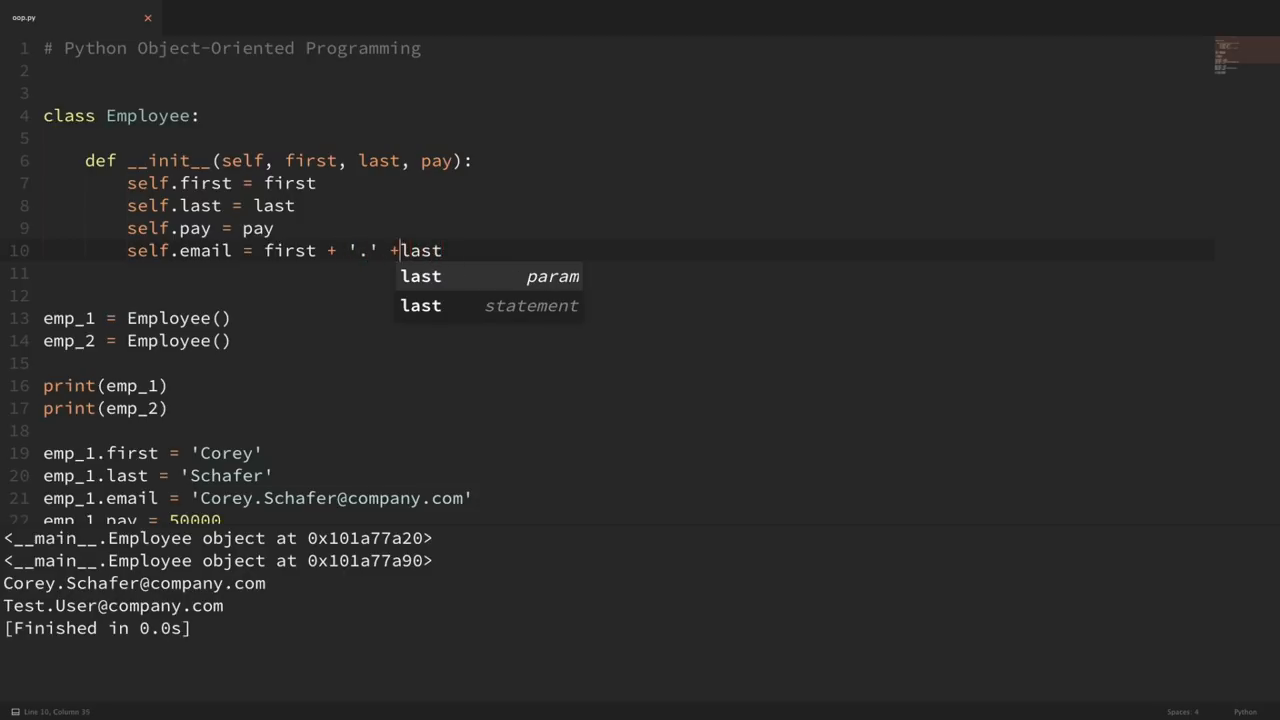 oop.py
1 # Python Object-Oriented Programming
2
3
4 class Employee:
5
6 def __init__(self, first, last, pay):
7 self.first = first
8 self.last = last
9 self.pay = pay
10 self.email = first + '.' +last
last param
last statement
11
12
13 emp_1 = Employee()
14 emp_2 = Employee()
15
16 print(emp_1)
17 print(emp_2)
18
19 emp_1.first = 'Corey'
20 emp_1.last = 'Schafer'
21 emp_1.email = 'Corey.Schafer@company.com'
22 emp_1.pay = 50000
<__main__.Employee object at 0x101a77a20>
<__main__.Employee object at 0x101a77a90>
Corey.Schafer@company.com
Test.User@company.com
[Finished in 0.0s]
Line 10, Column 35 Spaces: 4 Python